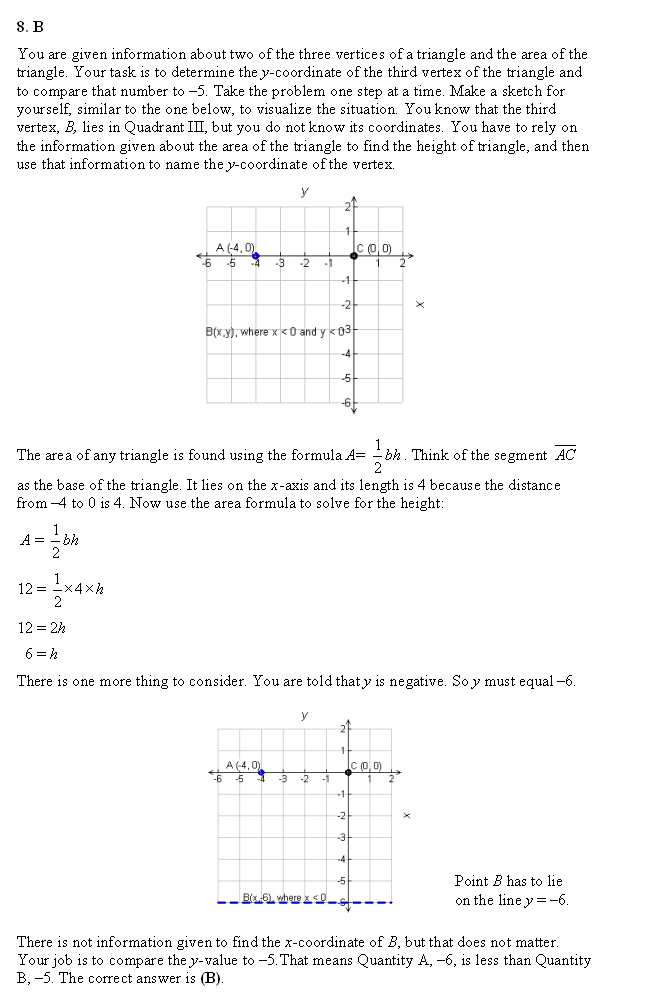 8. B
You are given information about two of the three vertices of a triangle and the area of the
triangle. Your task is to determine the y-coordinate of the third vertex of the triangle and
to compare that number to –5. Take the problem one step at a time. Make a sketch for
yourself, similar to the one below, to visualize the situation. You know that the third
vertex, B, lies in Quadrant III, but you do not know its coordinates. You have to rely on
the information given about the area of the triangle to find the height of triangle, and then
use that information to name the y-coordinate of the vertex.
y
2
1
A (-4, 0)
C (0, 0)
-6 -5 -4 -3 -2 -1 1 2
-1
-2
x
B(x,y), where x < 0 and y < 0
-3
-4
-5
-6
The area of any triangle is found using the formula A= 1/2 bh. Think of the segment AC
as the base of the triangle. It lies on the x-axis and its length is 4 because the distance
from –4 to 0 is 4. Now use the area formula to solve for the height:
A = 1/2 bh
12 = 1/2 × 4 × h
12 = 2h
6 = h
There is one more thing to consider. You are told that y is negative. So y must equal –6.
y
2
1
A (-4, 0)
C (0, 0)
-6 -5 -4 -3 -2 -1 1 2
-1
-2
x
-3
-4
-5
B(x,-6), where x < 0
-6
Point B has to lie
on the line y = –6.
There is not information given to find the x-coordinate of B, but that does not matter.
Your job is to compare the y-value to –5.That means Quantity A, –6, is less than Quantity
B, –5. The correct answer is (B).